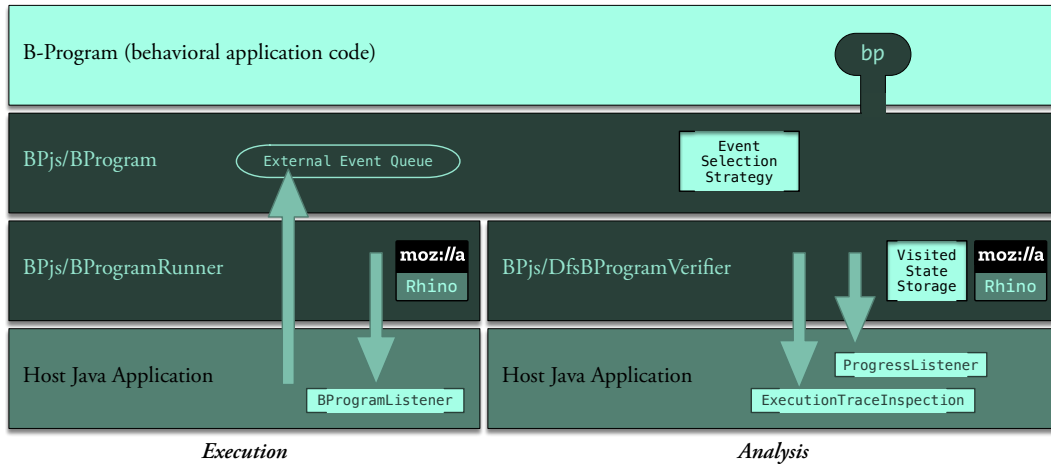 B-Program (behavioral application code)
bp
BPjs/BProgram
External Event Queue
Event
Selection
Strategy
BPjs/BProgramRunner
moz://a
Rhino
BPjs/DfsBProgramVerifier
Visited
State
Storage
moz://a
Rhino
Host Java Application
BProgramListener
Host Java Application
ProgressListener
ExecutionTraceInspection
Execution
Analysis